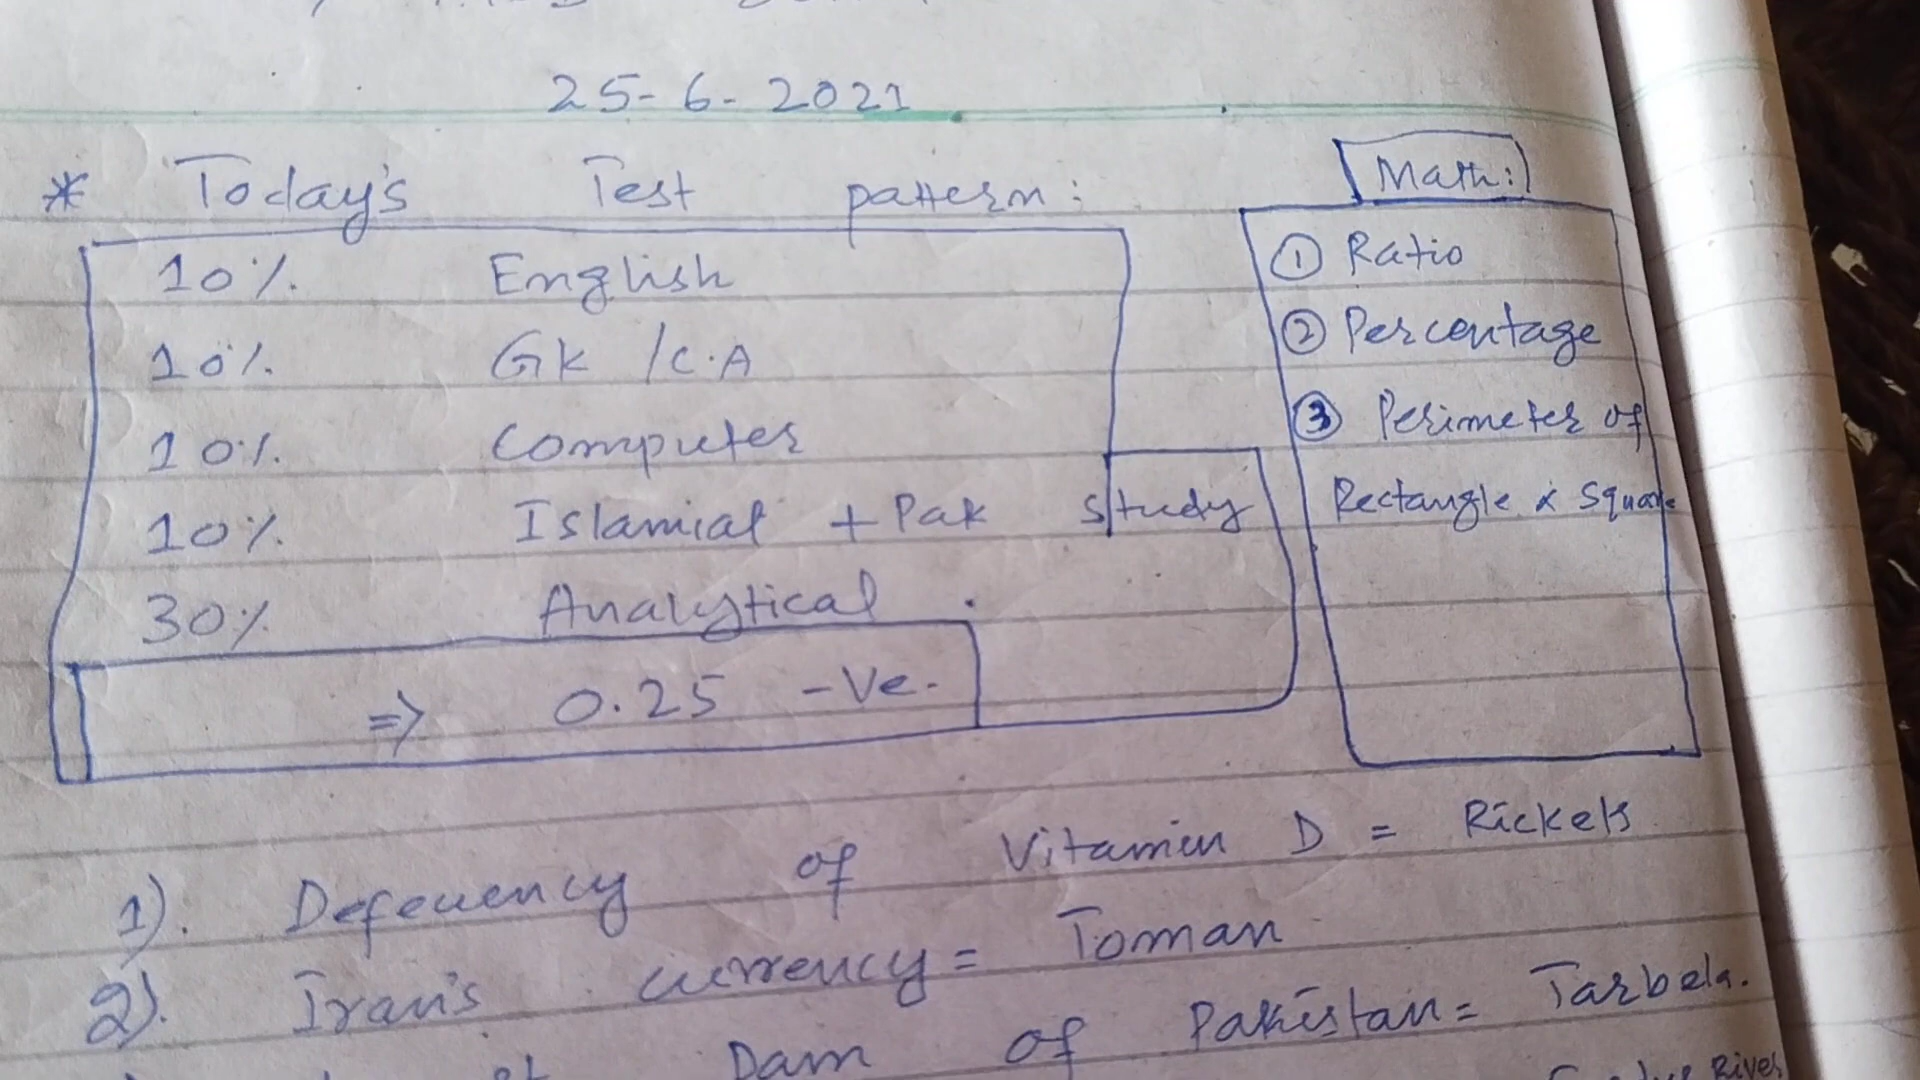 25-6-2021
* Today's Test pattern:
10% English
10% GK /C.A
10% Computer
10% Islamiat + Pak study
30% Analytical.
=> 0.25 -Ve.
Math:
① Ratio
② Percentage
③ Perimeter of
Rectangle & Square
1). Defeuency of Vitamin D = Rickets
2). Iran's currency = Toman
Dam of Pakistan = Tarbela.
River